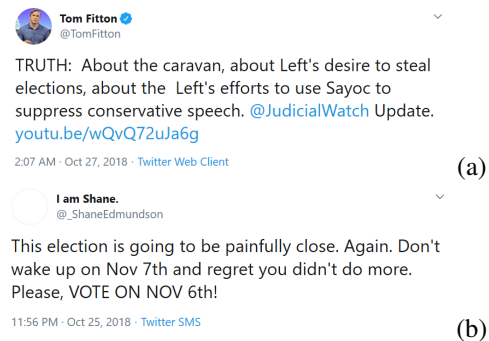 Tom Fitton
@TomFitton
TRUTH:  About the caravan, about Left's desire to steal
elections, about the  Left's efforts to use Sayoc to
suppress conservative speech. @JudicialWatch Update.
youtu.be/wQvQ72uJa6g
2:07 AM · Oct 27, 2018 · Twitter Web Client
(a)
I am Shane.
@_ShaneEdmundson
This election is going to be painfully close. Again. Don't
wake up on Nov 7th and regret you didn't do more.
Please, VOTE ON NOV 6th!
11:56 PM · Oct 25, 2018 · Twitter SMS
(b)